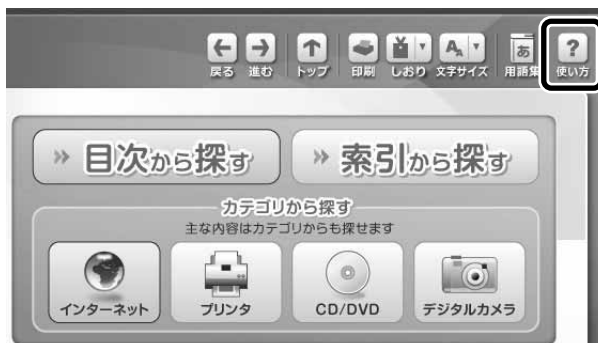 戻る 進む トップ 印刷 しおり 文字サイズ 用語集 使い方
目次から探す 索引から探す
カテゴリから探す
主な内容はカテゴリからも探せます
インターネット プリンタ CD/DVD デジタルカメラ